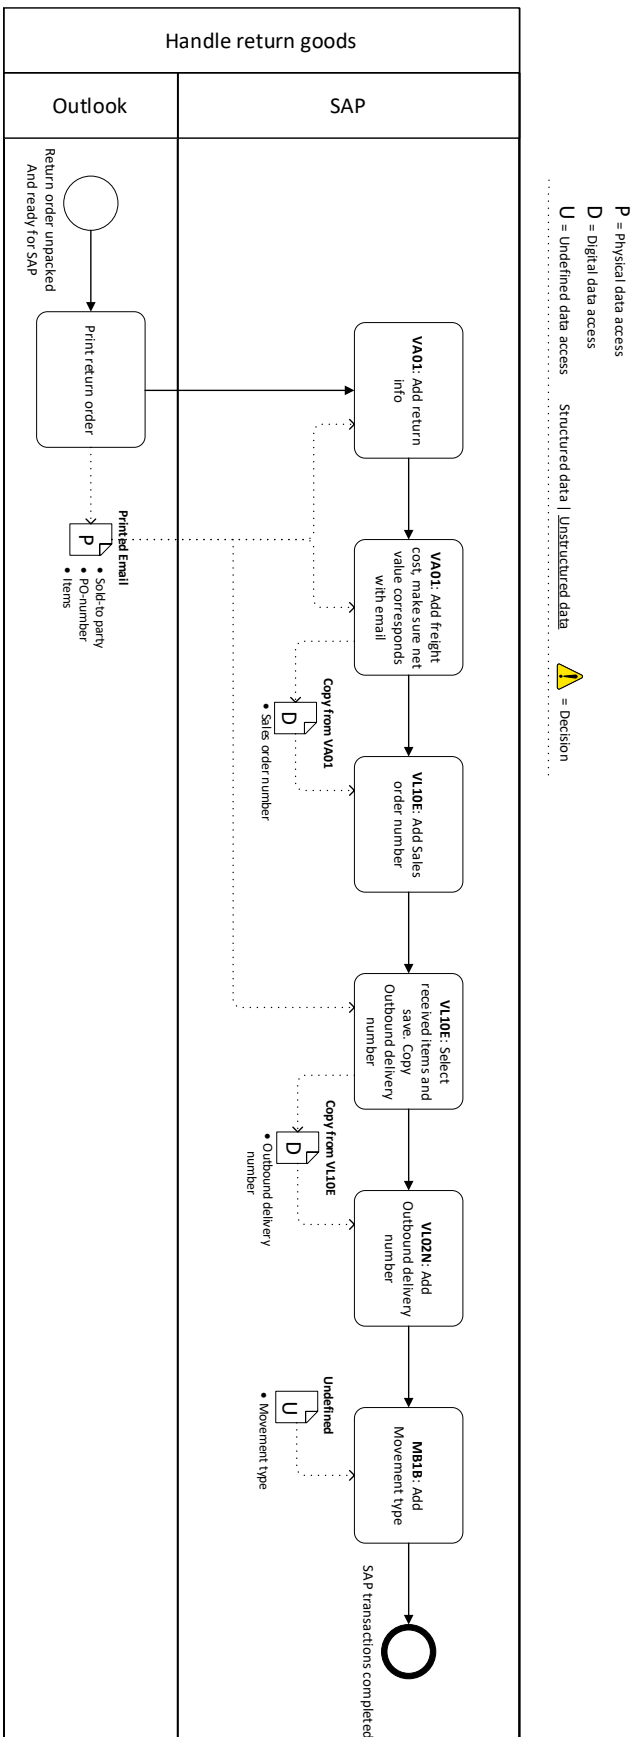 P = Physical data access
D = Digital data access
U = Undefined data access
Structured data | Unstructured data
= Decision
Handle return goods
Outlook
SAP
Return order unpacked
And ready for SAP
Print return order
Printed Email
P
• Sold-to party
• PO-number
• Items
VA01: Add return
info
VA01: Add freight
cost, make sure net
value corresponds
with email
Copy from VA01
D
• Sales order number
VL10E: Add Sales
order number
VL10E: Select
received items and
save. Copy
Outbound delivery
number
Copy from VL10E
D
• Outbound delivery
number
VL02N: Add
Outbound delivery
number
Undefined
U
• Movement type
MB1B: Add
Movement type
SAP transactions completed